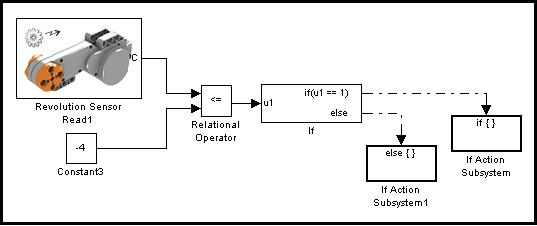 C
Revolution Sensor
Read1
-4
Constant3
<=
Relational
Operator
u1
if(u1 == 1)
else
If
if { }
If Action
Subsystem
else { }
If Action
Subsystem1